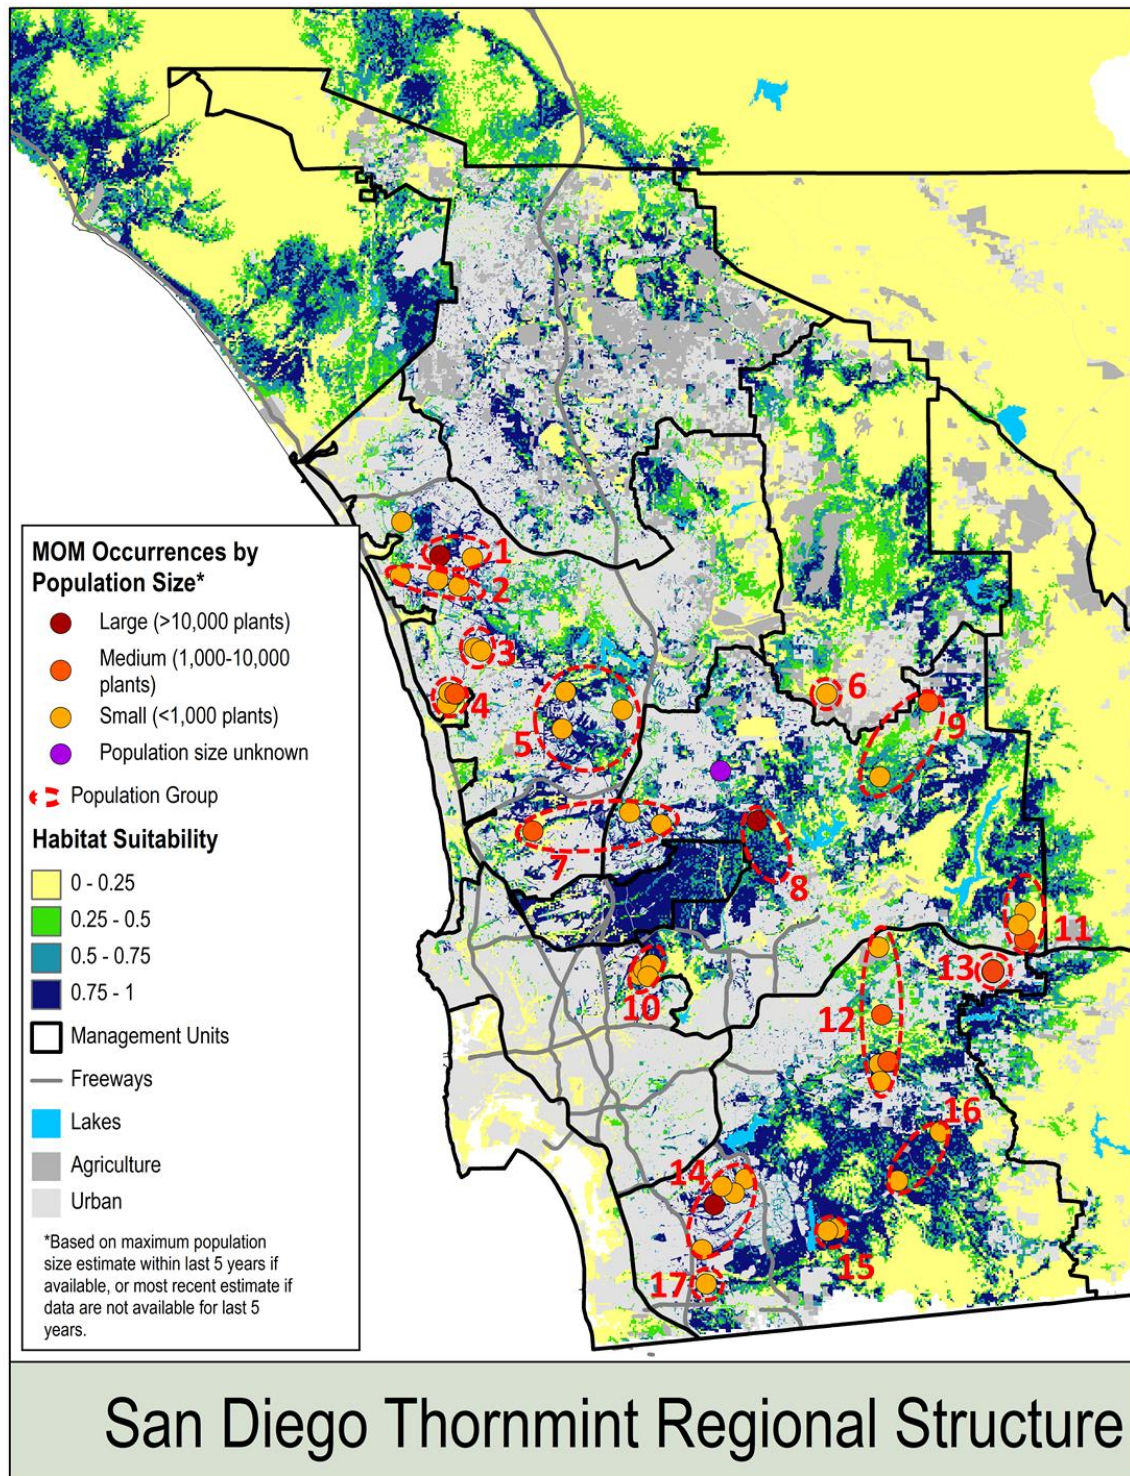 1
2
3
4
5
6
9
7
8
11
13
10
12
16
14
15
17
MOM Occurrences by
Population Size*
Large (>10,000 plants)
Medium (1,000-10,000
plants)
Small (<1,000 plants)
Population size unknown
Population Group
Habitat Suitability
0 - 0.25
0.25 - 0.5
0.5 - 0.75
0.75 - 1
Management Units
Freeways
Lakes
Agriculture
Urban
*Based on maximum population
size estimate within last 5 years if
available, or most recent estimate if
data are not available for last 5
years.
San Diego Thornmint Regional Structure